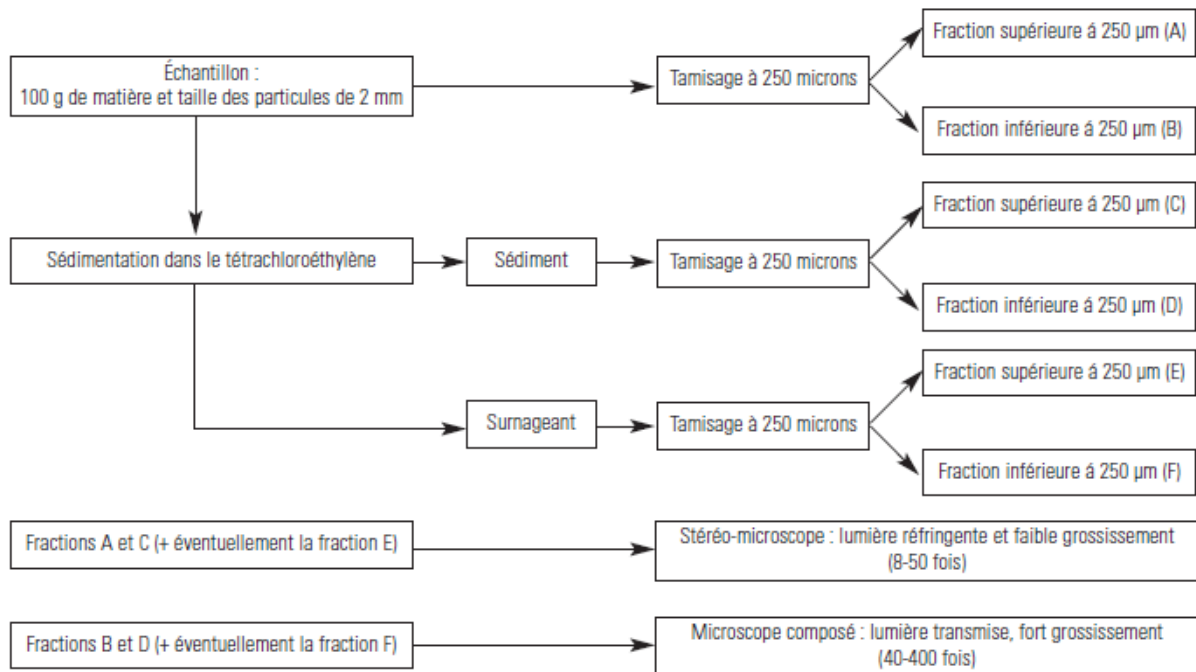 Fraction supérieure á 250 µm (A)
Échantillon :
100 g de matière et taille des particules de 2 mm
Tamisage à 250 microns
Fraction inférieure á 250 µm (B)
Fraction supérieure á 250 µm (C)
Sédimentation dans le tétrachloroéthylène
Sédiment
Tamisage à 250 microns
Fraction inférieure á 250 µm (D)
Fraction supérieure á 250 µm (E)
Surnageant
Tamisage à 250 microns
Fraction inférieure á 250 µm (F)
Fractions A et C (+ éventuellement la fraction E)
Stéréo-microscope : lumière réfringente et faible grossissement
(8-50 fois)
Fractions B et D (+ éventuellement la fraction F)
Microscope composé : lumière transmise, fort grossissement
(40-400 fois)